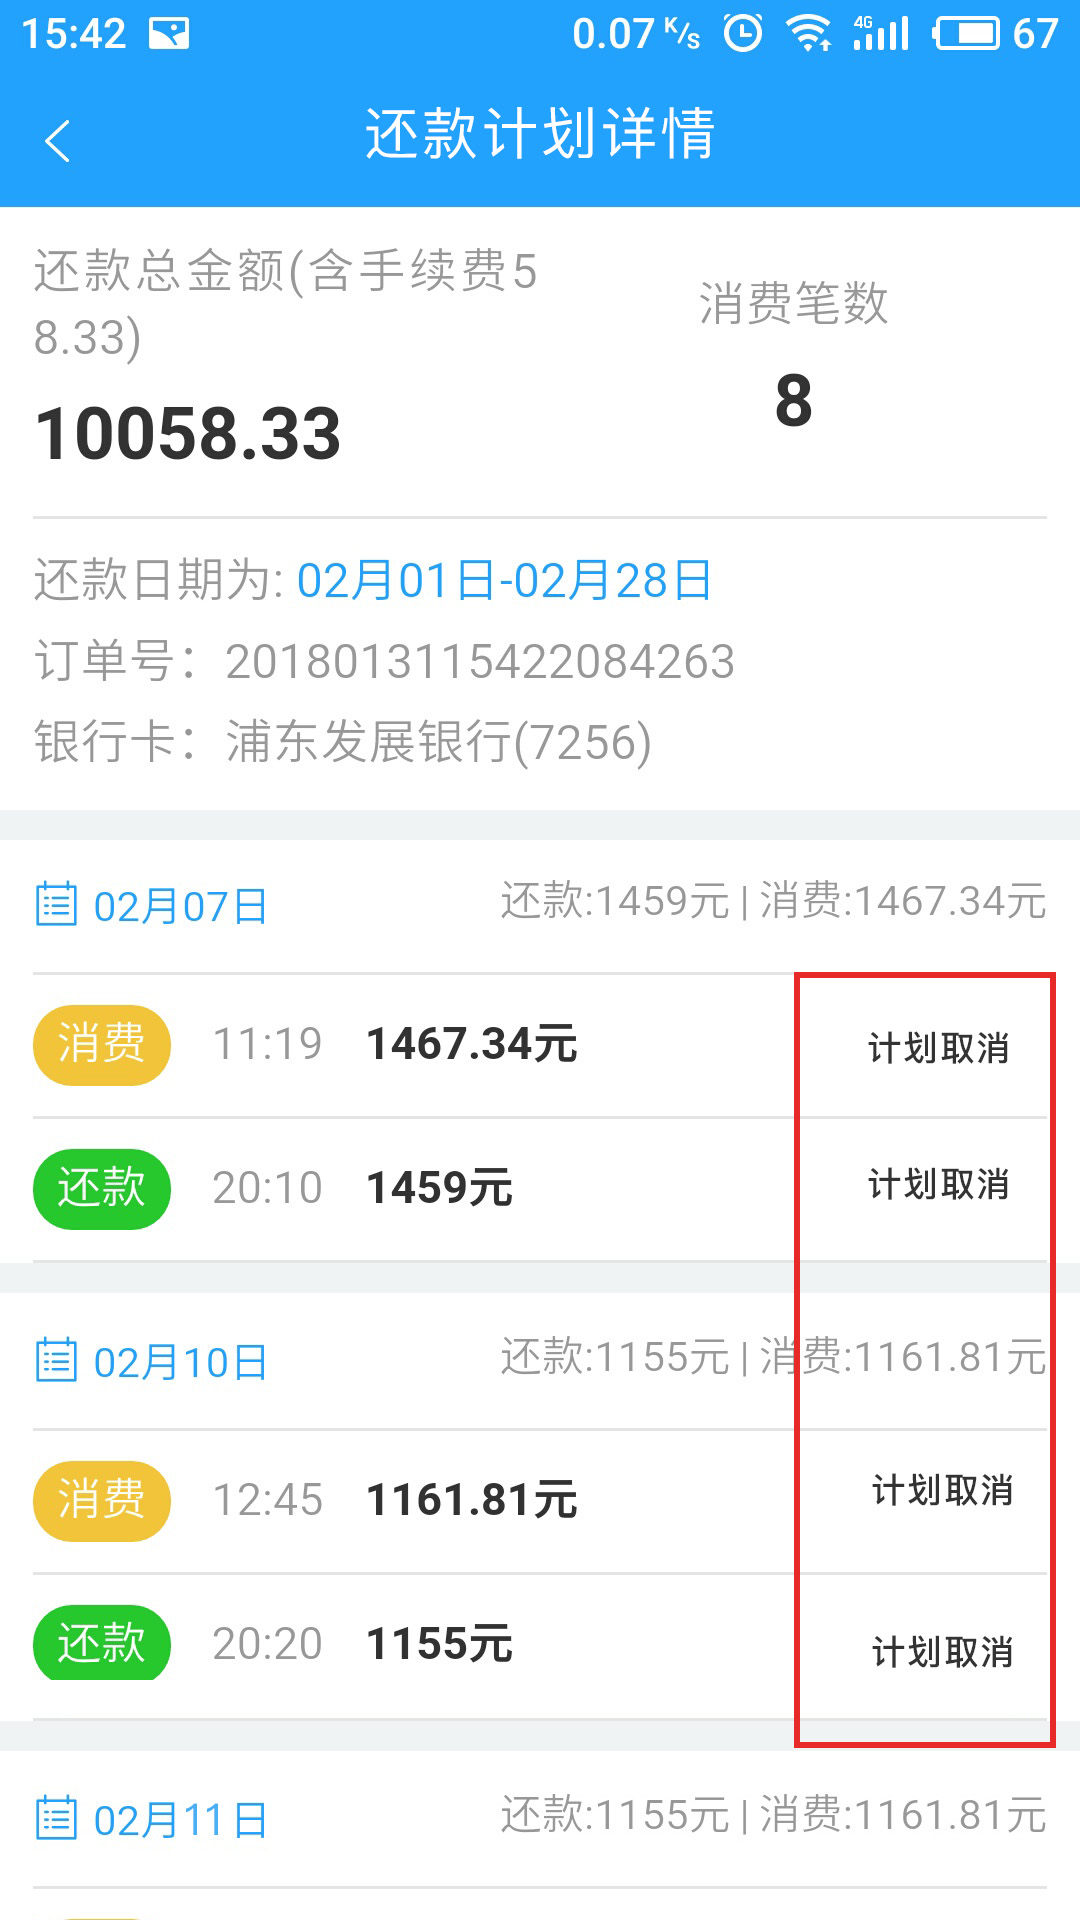 15:42 0.07 K/s 4G 67
还款计划详情
还款总金额(含手续费5
8.33)
消费笔数
10058.33
8
还款日期为: 02月01日-02月28日
订单号：2018013115422084263
银行卡：浦东发展银行(7256)
02月07日 还款:1459元 | 消费:1467.34元
消费 11:19 1467.34元 计划取消
还款 20:10 1459元 计划取消
02月10日 还款:1155元 | 消费:1161.81元
消费 12:45 1161.81元 计划取消
还款 20:20 1155元 计划取消
02月11日 还款:1155元 | 消费:1161.81元